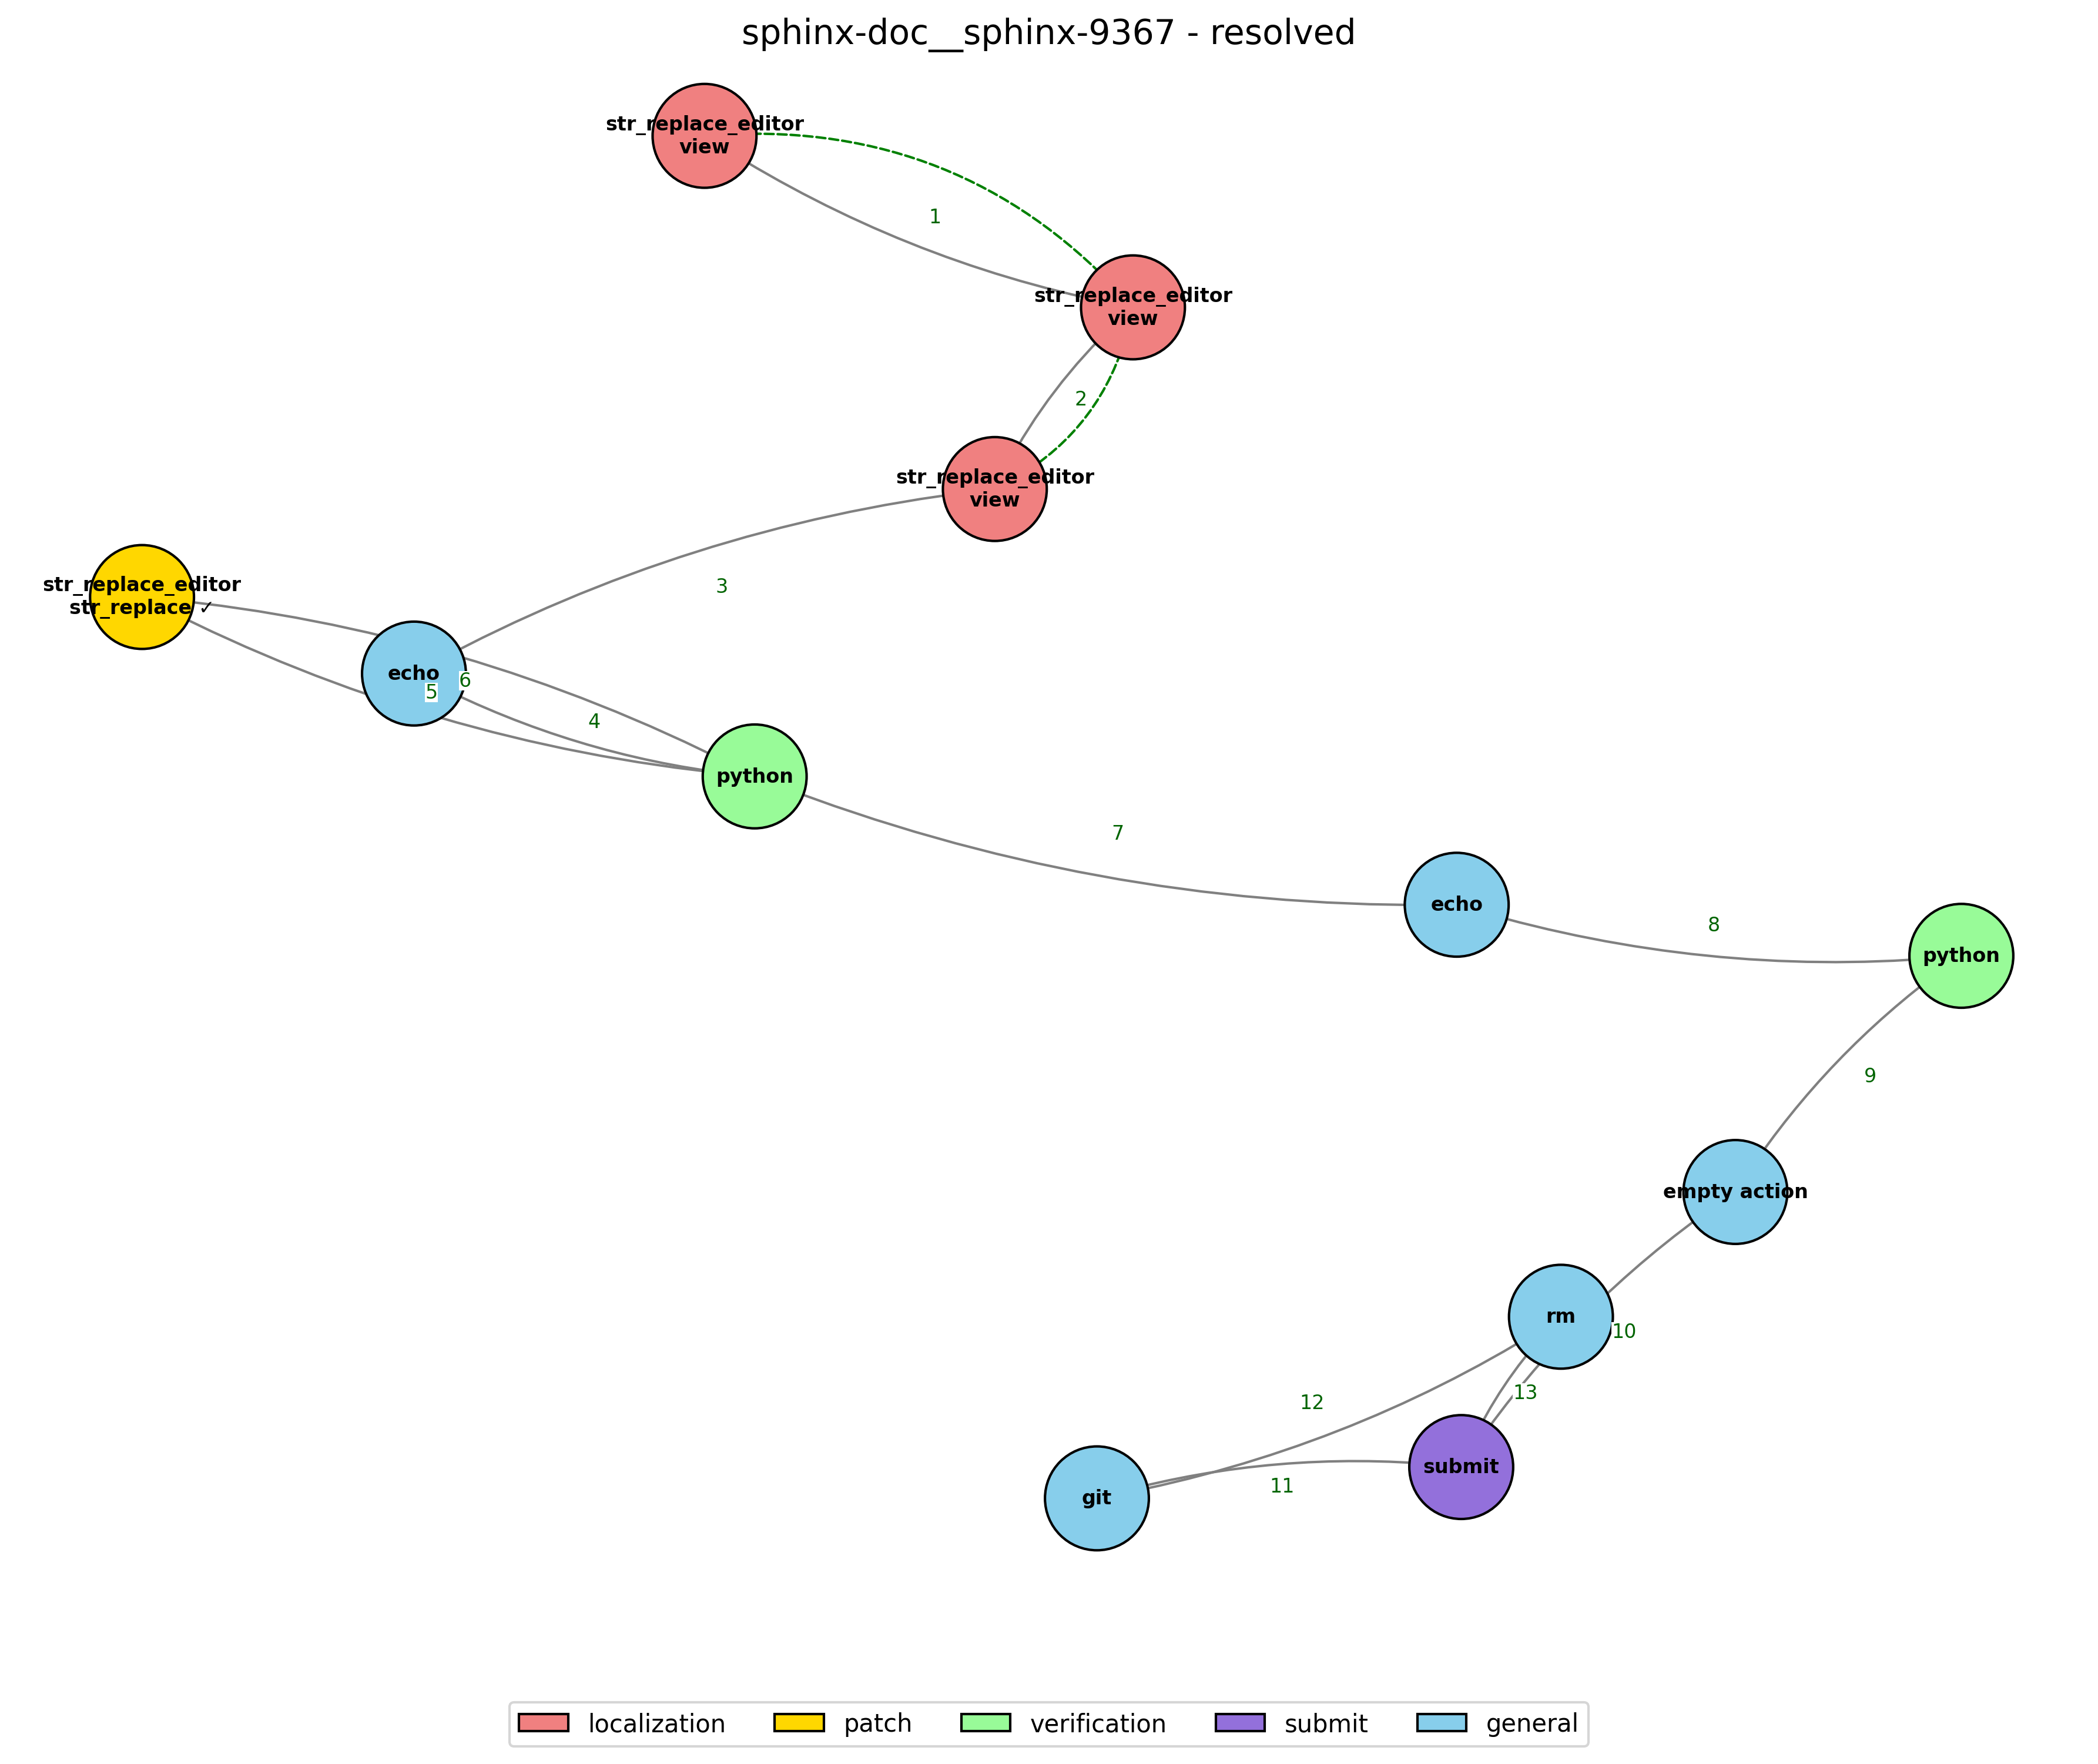 sphinx-doc__sphinx-9367 - resolved
str_replace_editor
view
1
str_replace_editor
view
2
str_replace_editor
view
3
str_replace_editor
str_replace ✓
echo
5
6
4
python
7
echo
8
python
9
empty action
rm
10
13
12
submit
11
git
localization
patch
verification
submit
general